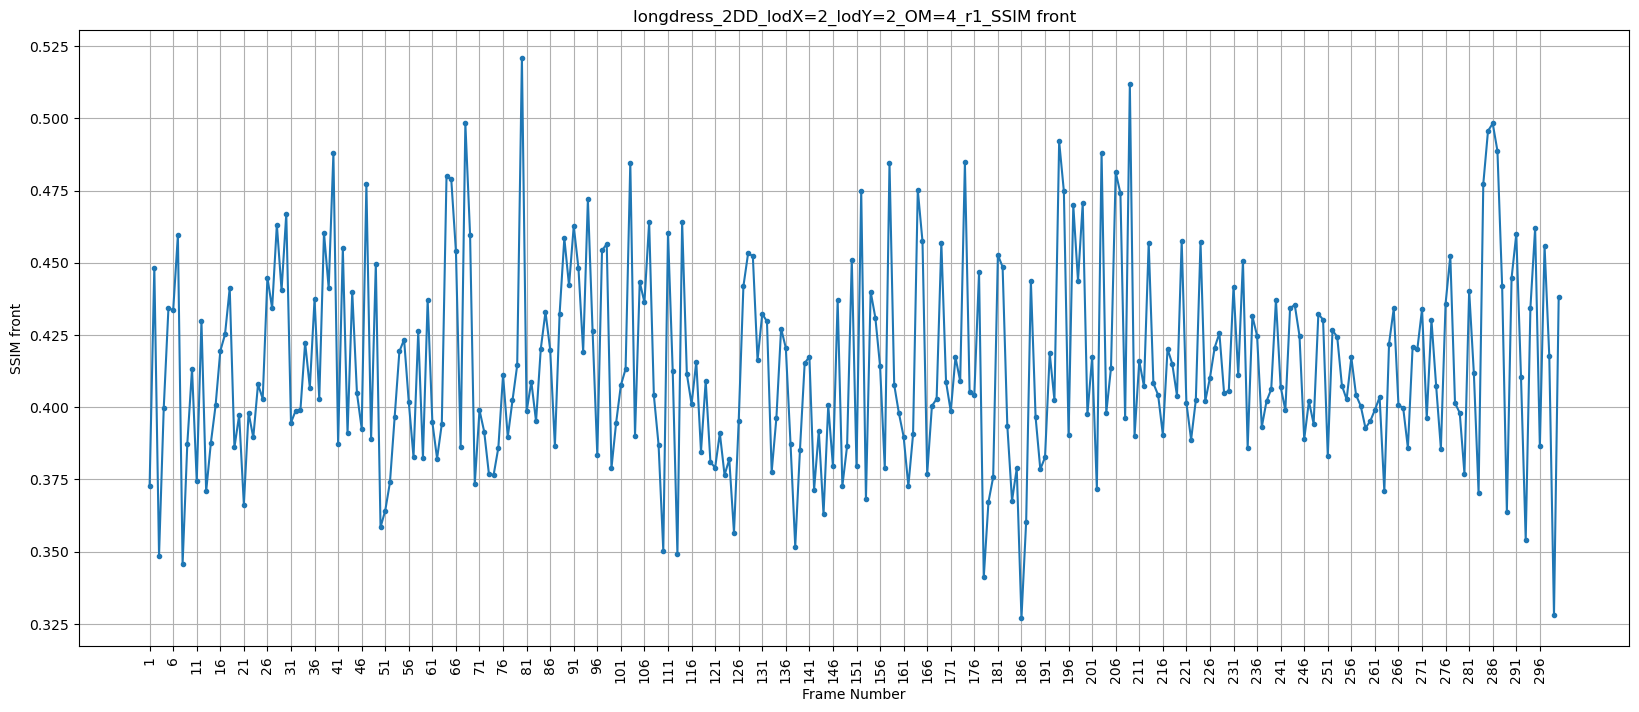 longdress_2DD_lodX=2_lodY=2_OM=4_r1_SSIM front
SSIM front
0.525
0.500
0.475
0.450
0.425
0.400
0.375
0.350
0.325
1 6 11 16 21 26 31 36 41 46 51 56 61 66 71 76 81 86 91 96 101 106 111 116 121 126 131 136 141 146 151 156 161 166 171 176 181 186 191 196 201 206 211 216 221 226 231 236 241 246 251 256 261 266 271 276 281 286 291 296
Frame Number